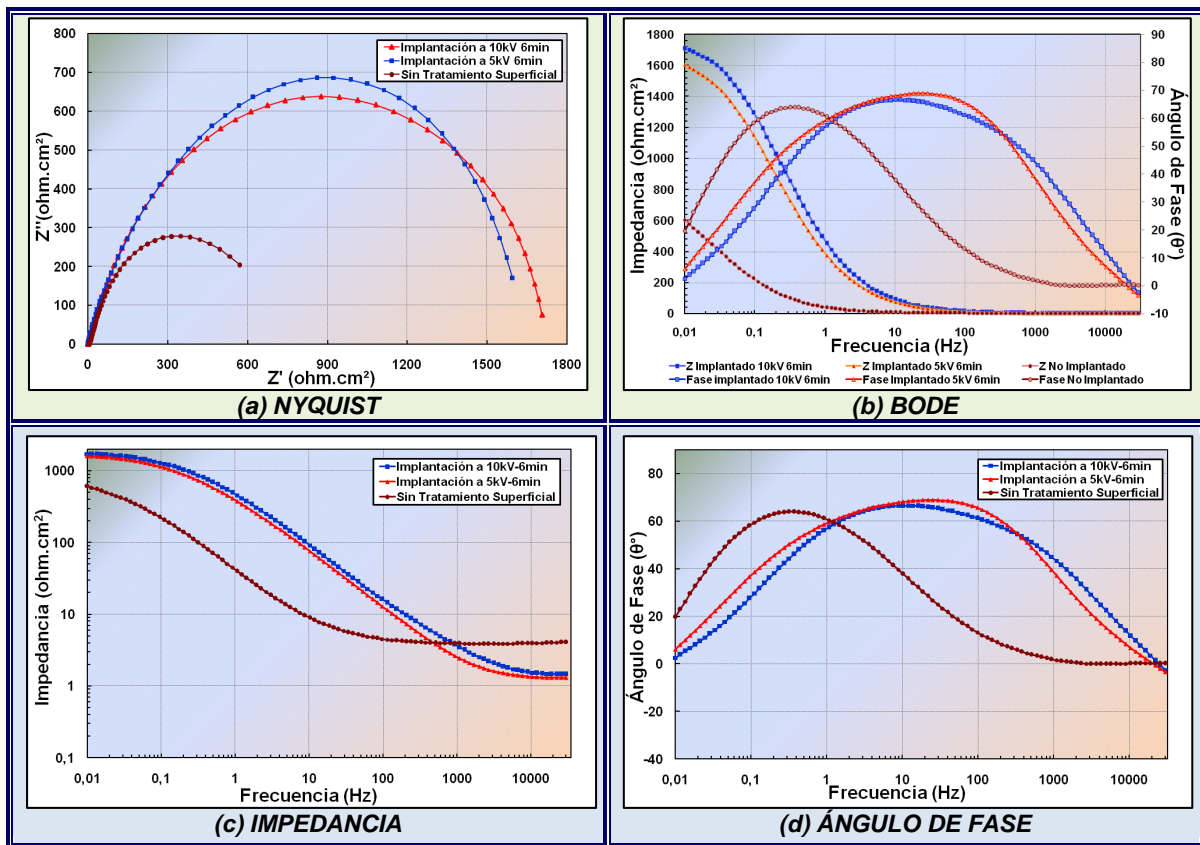 800
700
600
500
400
300
200
100
0
0
300
600
900
1200
1500
1800
Z''(ohm.cm²)
Z' (ohm.cm²)
Implantación a 10kV 6min
Implantación a 5kV 6min
Sin Tratamiento Superficial
(a) NYQUIST
1800
1600
1400
1200
1000
800
600
400
200
0
90
80
70
60
50
40
30
20
10
0
-10
0,01
0,1
1
10
100
1000
10000
Impedancia (ohm.cm²)
Ángulo de Fase (θ°)
Frecuencia (Hz)
Z Implantado 10kV 6min
Z Implantado 5kV 6min
Z No Implantado
Fase implantado 10kV 6min
Fase Implantado 5kV 6min
Fase No Implantado
(b) BODE
1000
100
10
1
0,1
0,01
0,1
1
10
100
1000
10000
Impedancia (ohm.cm²)
Frecuencia (Hz)
Implantación a 10kV-6min
Implantación a 5kV-6min
Sin Tratamiento Superficial
(c) IMPEDANCIA
80
60
40
20
0
-20
-40
0,01
0,1
1
10
100
1000
10000
Ángulo de Fase (θ°)
Frecuencia (Hz)
Implantación a 10kV-6min
Implantación a 5kV-6min
Sin Tratamiento Superficial
(d) ÁNGULO DE FASE